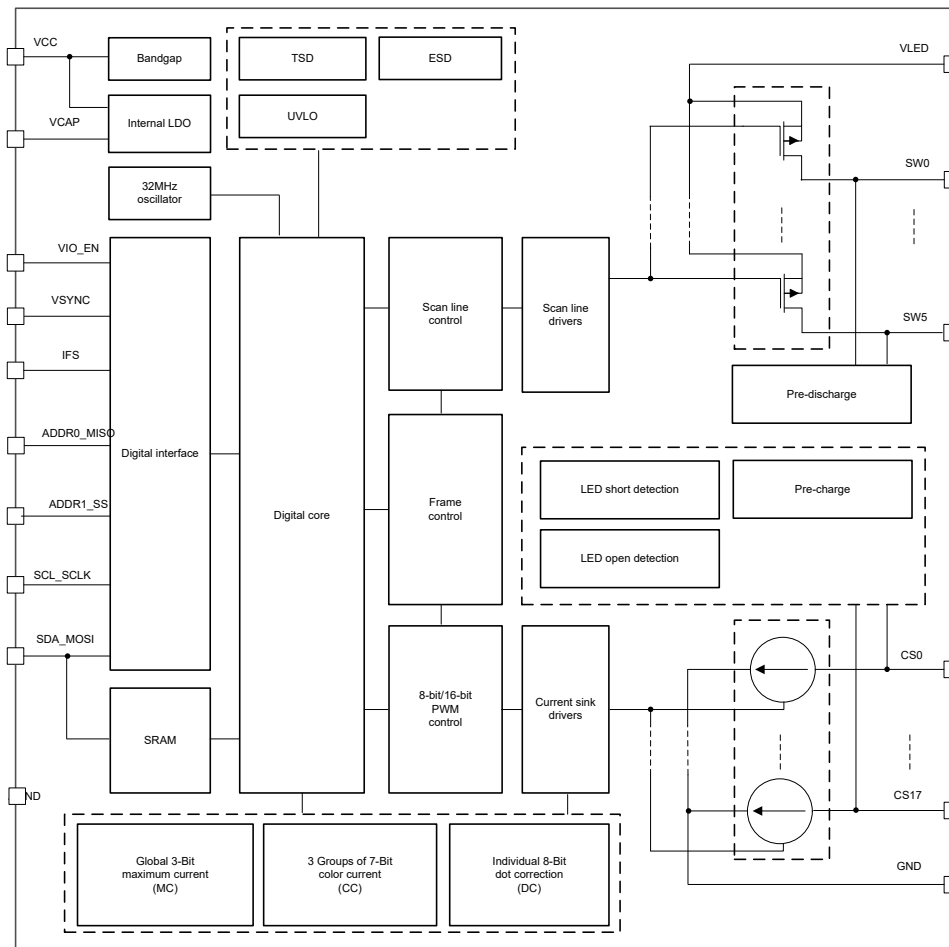 VCC
Bandgap
TSD
ESD
VLED
VCAP
Internal LDO
UVLO
32MHz
oscillator
SW0
VIO_EN
VSYNC
IFS
ADDR0_MISO
ADDR1_SS
SCL_SCLK
SDA_MOSI
Digital interface
Digital core
Scan line
control
Scan line
drivers
SW5
Pre-discharge
Frame
control
LED short detection
Pre-charge
LED open detection
8-bit/16-bit
PWM
control
Current sink
drivers
CS0
SRAM
ND
CS17
Global 3-Bit
maximum current
(MC)
3 Groups of 7-Bit
color current
(CC)
Individual 8-Bit
dot correction
(DC)
GND